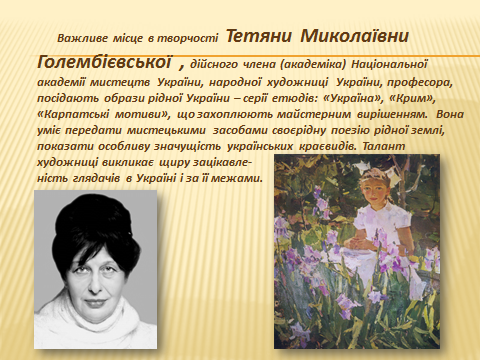 Важливе місце в творчості Тетяни Миколаївни
Голембієвської , дійсного члена (академіка) Національної
академії мистецтв України, народної художниці України, професора,
посідають образи рідної України – серії етюдів: «Україна», «Крим»,
«Карпатські мотиви», що захоплюють майстерним вирішенням. Вона
уміє передати мистецькими засобами своєрідну поезію рідної землі,
показати особливу значущість українських краєвидів. Талант
художниці викликає щиру зацікавле-
ність глядачів в Україні і за її межами.